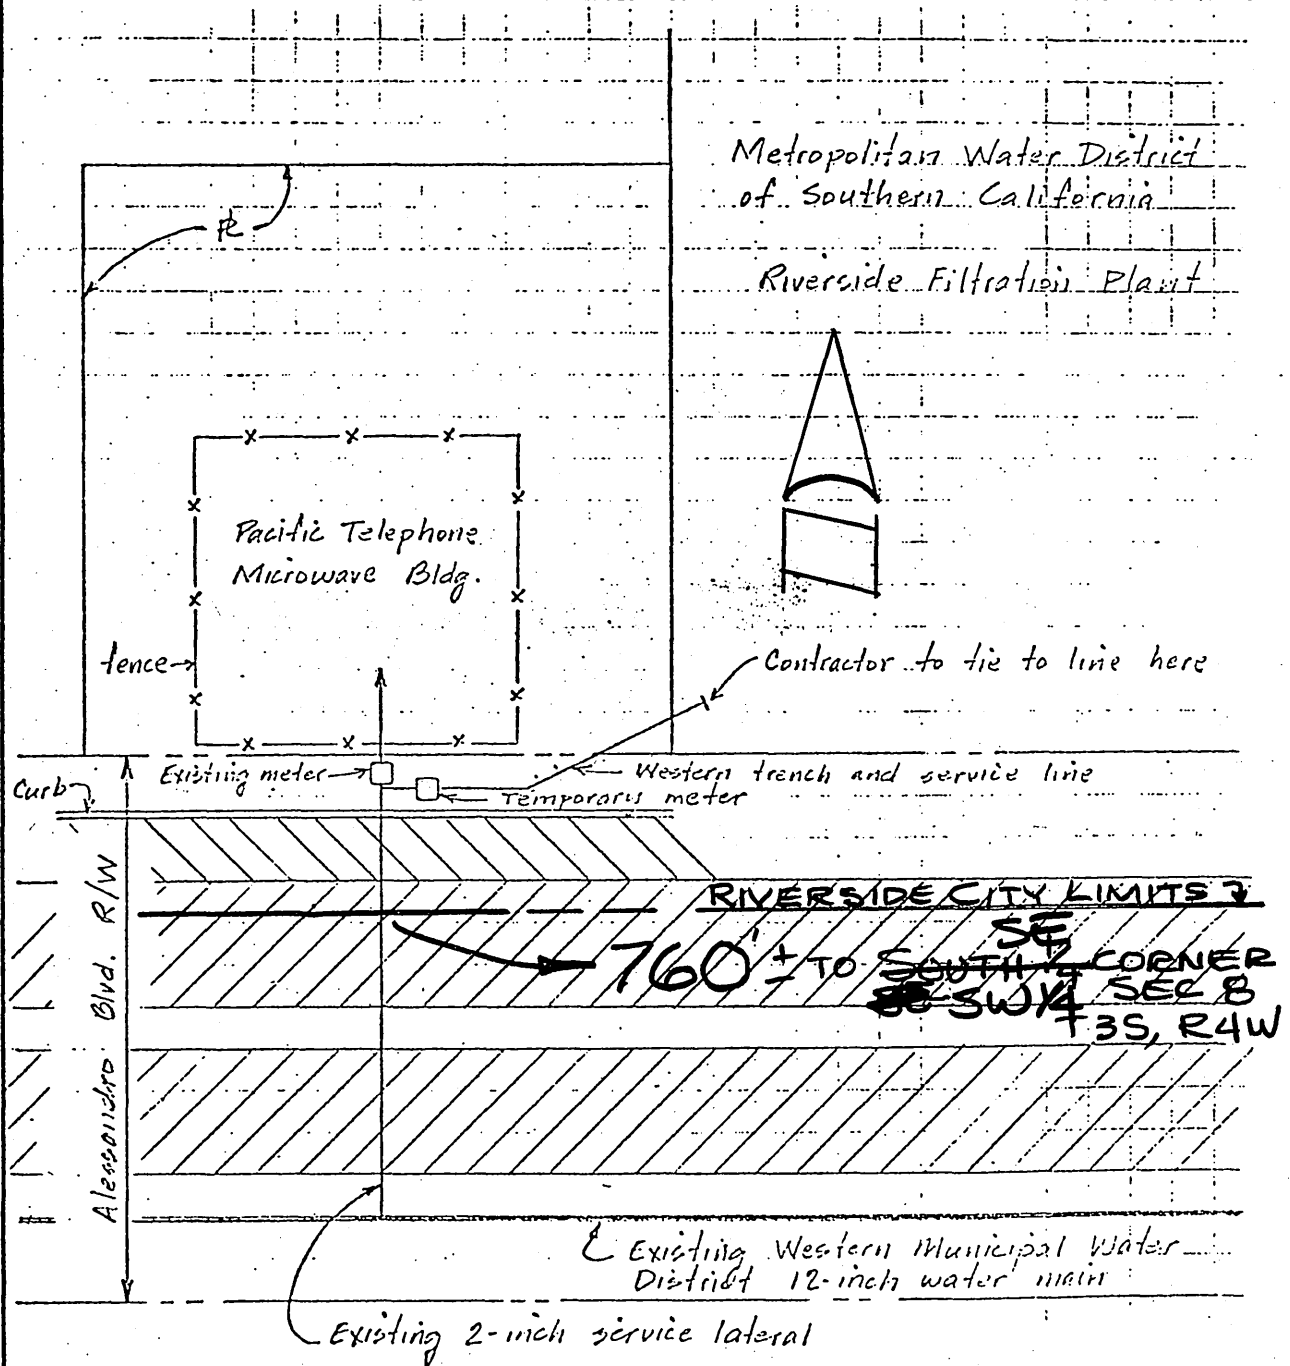 Metropolitan Water District
of Southern California
PL
Riverside Filtration Plant
Pacific Telephone
Microwave Bldg.
fence
Contractor to tie to line here
Existing meter
Western trench and service line
Curb
Temporary meter
Alessandro Blvd. R/W
RIVERSIDE CITY LIMITS
SE
760' ± TO SOUTH 1/4 CORNER
SW 1/4 SEC 8
T3S, R4W
Existing Western Municipal Water
District 12-inch water main
Existing 2-inch service lateral